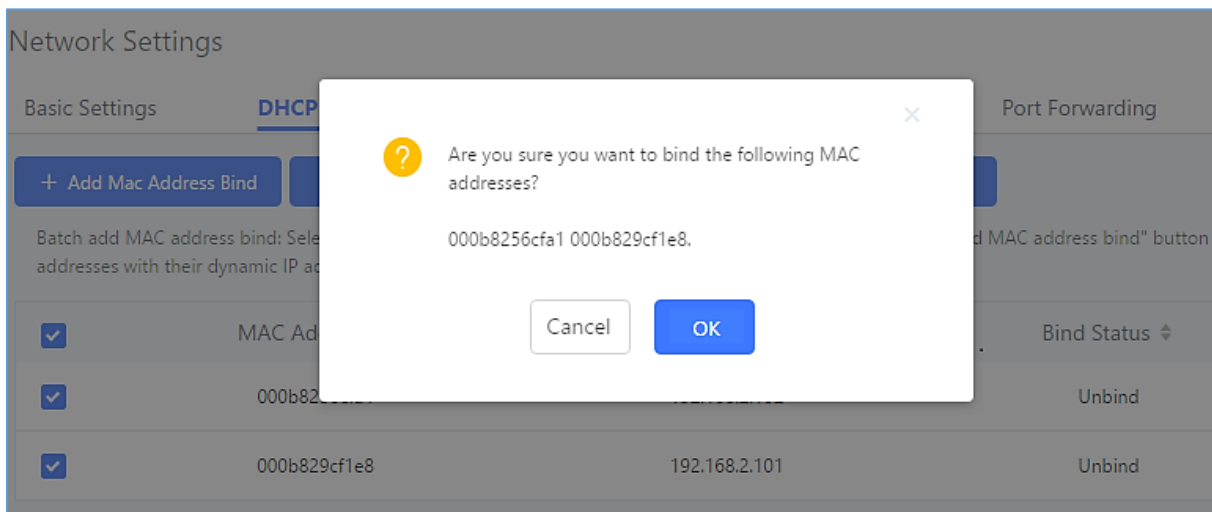 Network Settings
Basic Settings DHCP Port Forwarding
+ Add Mac Address Bind
Are you sure you want to bind the following MAC
addresses?
000b8256cfa1 000b829cf1e8.
Batch add MAC address bind: Sele d MAC address bind" button
addresses with their dynamic IP ad
Cancel OK
MAC Ad Bind Status
Unbind
000b829cf1e8 192.168.2.101 Unbind